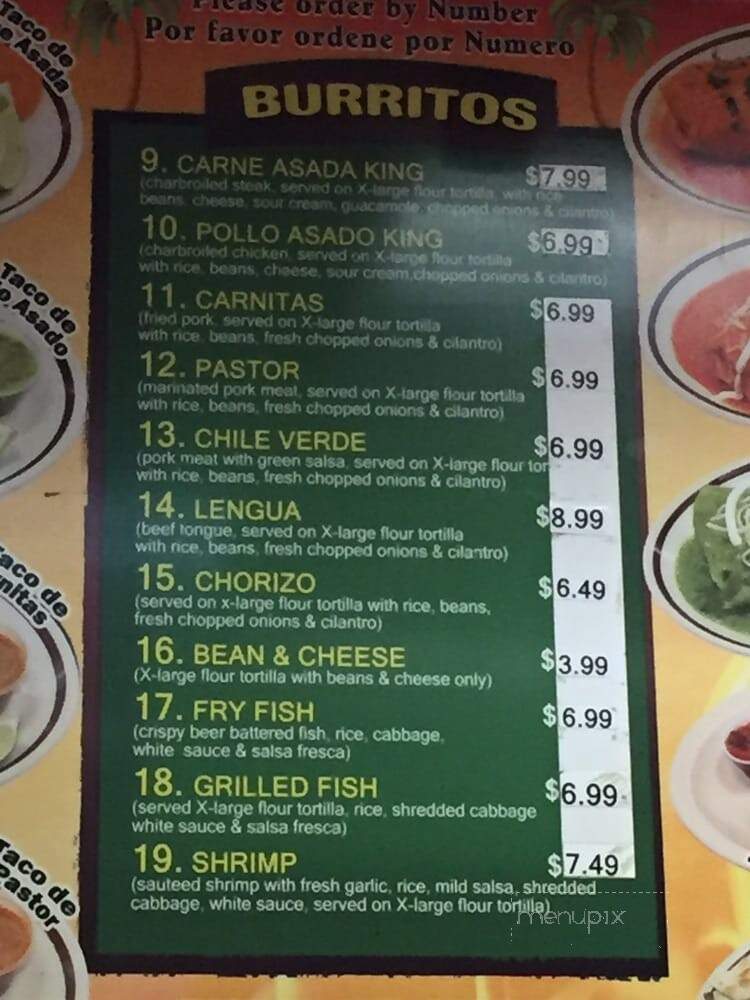 Please order by Number
Por favor ordene por Numero
Taco de
Asada
BURRITOS
9. CARNE ASADA KING $7.99
(charbroiled steak, served on X-large flour tortilla, with rice
beans, cheese, sour cream, guacamole, chopped onions & cilantro)
10. POLLO ASADO KING $6.99
(charbroiled chicken, served on X-large flour tortilla
with rice, beans, cheese, sour cream,chopped onions & cilantro)
Taco de
Asado
11. CARNITAS $6.99
(fried pork, served on X-large flour tortilla
with rice, beans, fresh chopped onions & cilantro)
12. PASTOR $6.99
(marinated pork meat, served on X-large flour tortilla
with rice, beans, fresh chopped onions & cilantro)
13. CHILE VERDE $6.99
(pork meat with green salsa, served on X-large flour tor
with rice, beans, fresh chopped onions & cilantro)
14. LENGUA $8.99
(beef tongue, served on X-large flour tortilla
with rice, beans, fresh chopped onions & cilantro)
aco de
nitas
15. CHORIZO $6.49
(served on x-large flour tortilla with rice, beans,
fresh chopped onions & cilantro)
16. BEAN & CHEESE $3.99
(X-large flour tortilla with beans & cheese only)
17. FRY FISH $6.99
(crispy beer battered fish, rice, cabbage,
white sauce & salsa fresca)
18. GRILLED FISH $6.99
(served X-large flour tortilla, rice, shredded cabbage
white sauce & salsa fresca)
Taco de
Pastor
19. SHRIMP $7.49
(sauteed shrimp with fresh garlic, rice, mild salsa, shredded
cabbage, white sauce, served on X-large flour tortilla)
menupix